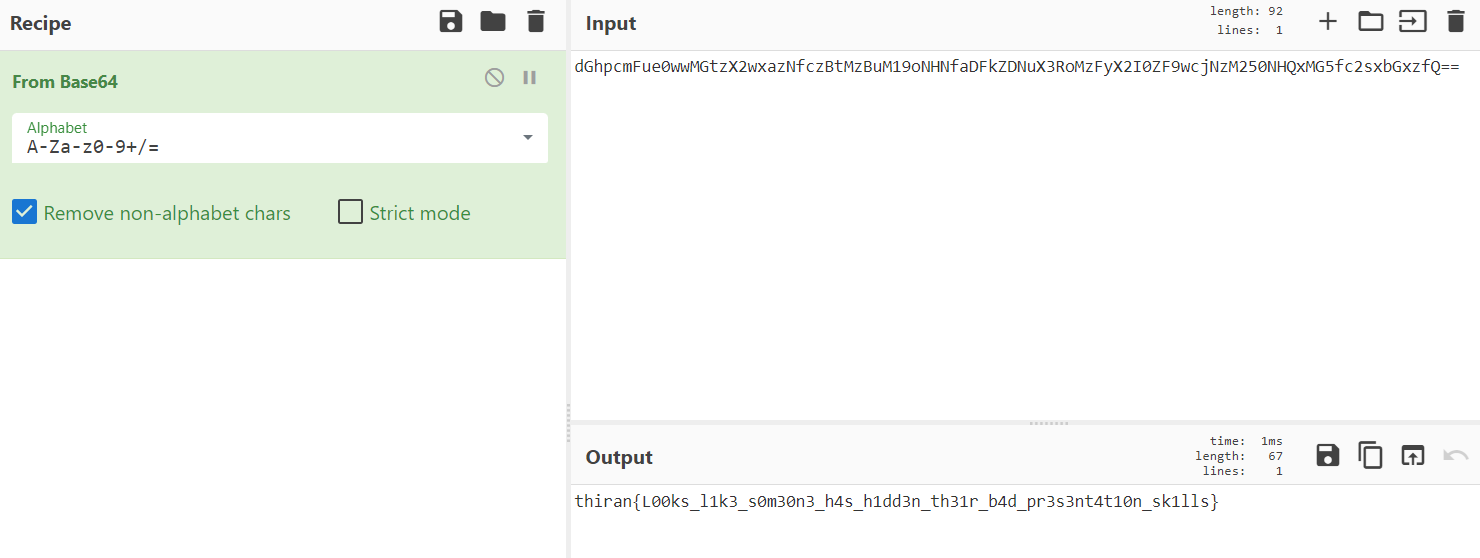 Recipe
From Base64
Alphabet
A-Za-z0-9+/=
Remove non-alphabet chars
Strict mode
Input
length: 92
lines: 1
dGhpcmFue0wwMGtzX2wxazNfczBtMzBuM19oNHNfaDFkZDNuX3RoMzFyX2I0ZF9wcjNzM250NHQxMG5fc2sxbGxzfQ==
Output
time: 1ms
length: 67
lines: 1
thiran{L00ks_l1k3_s0m30n3_h4s_h1dd3n_th31r_b4d_pr3s3nt4t10n_sk1lls}